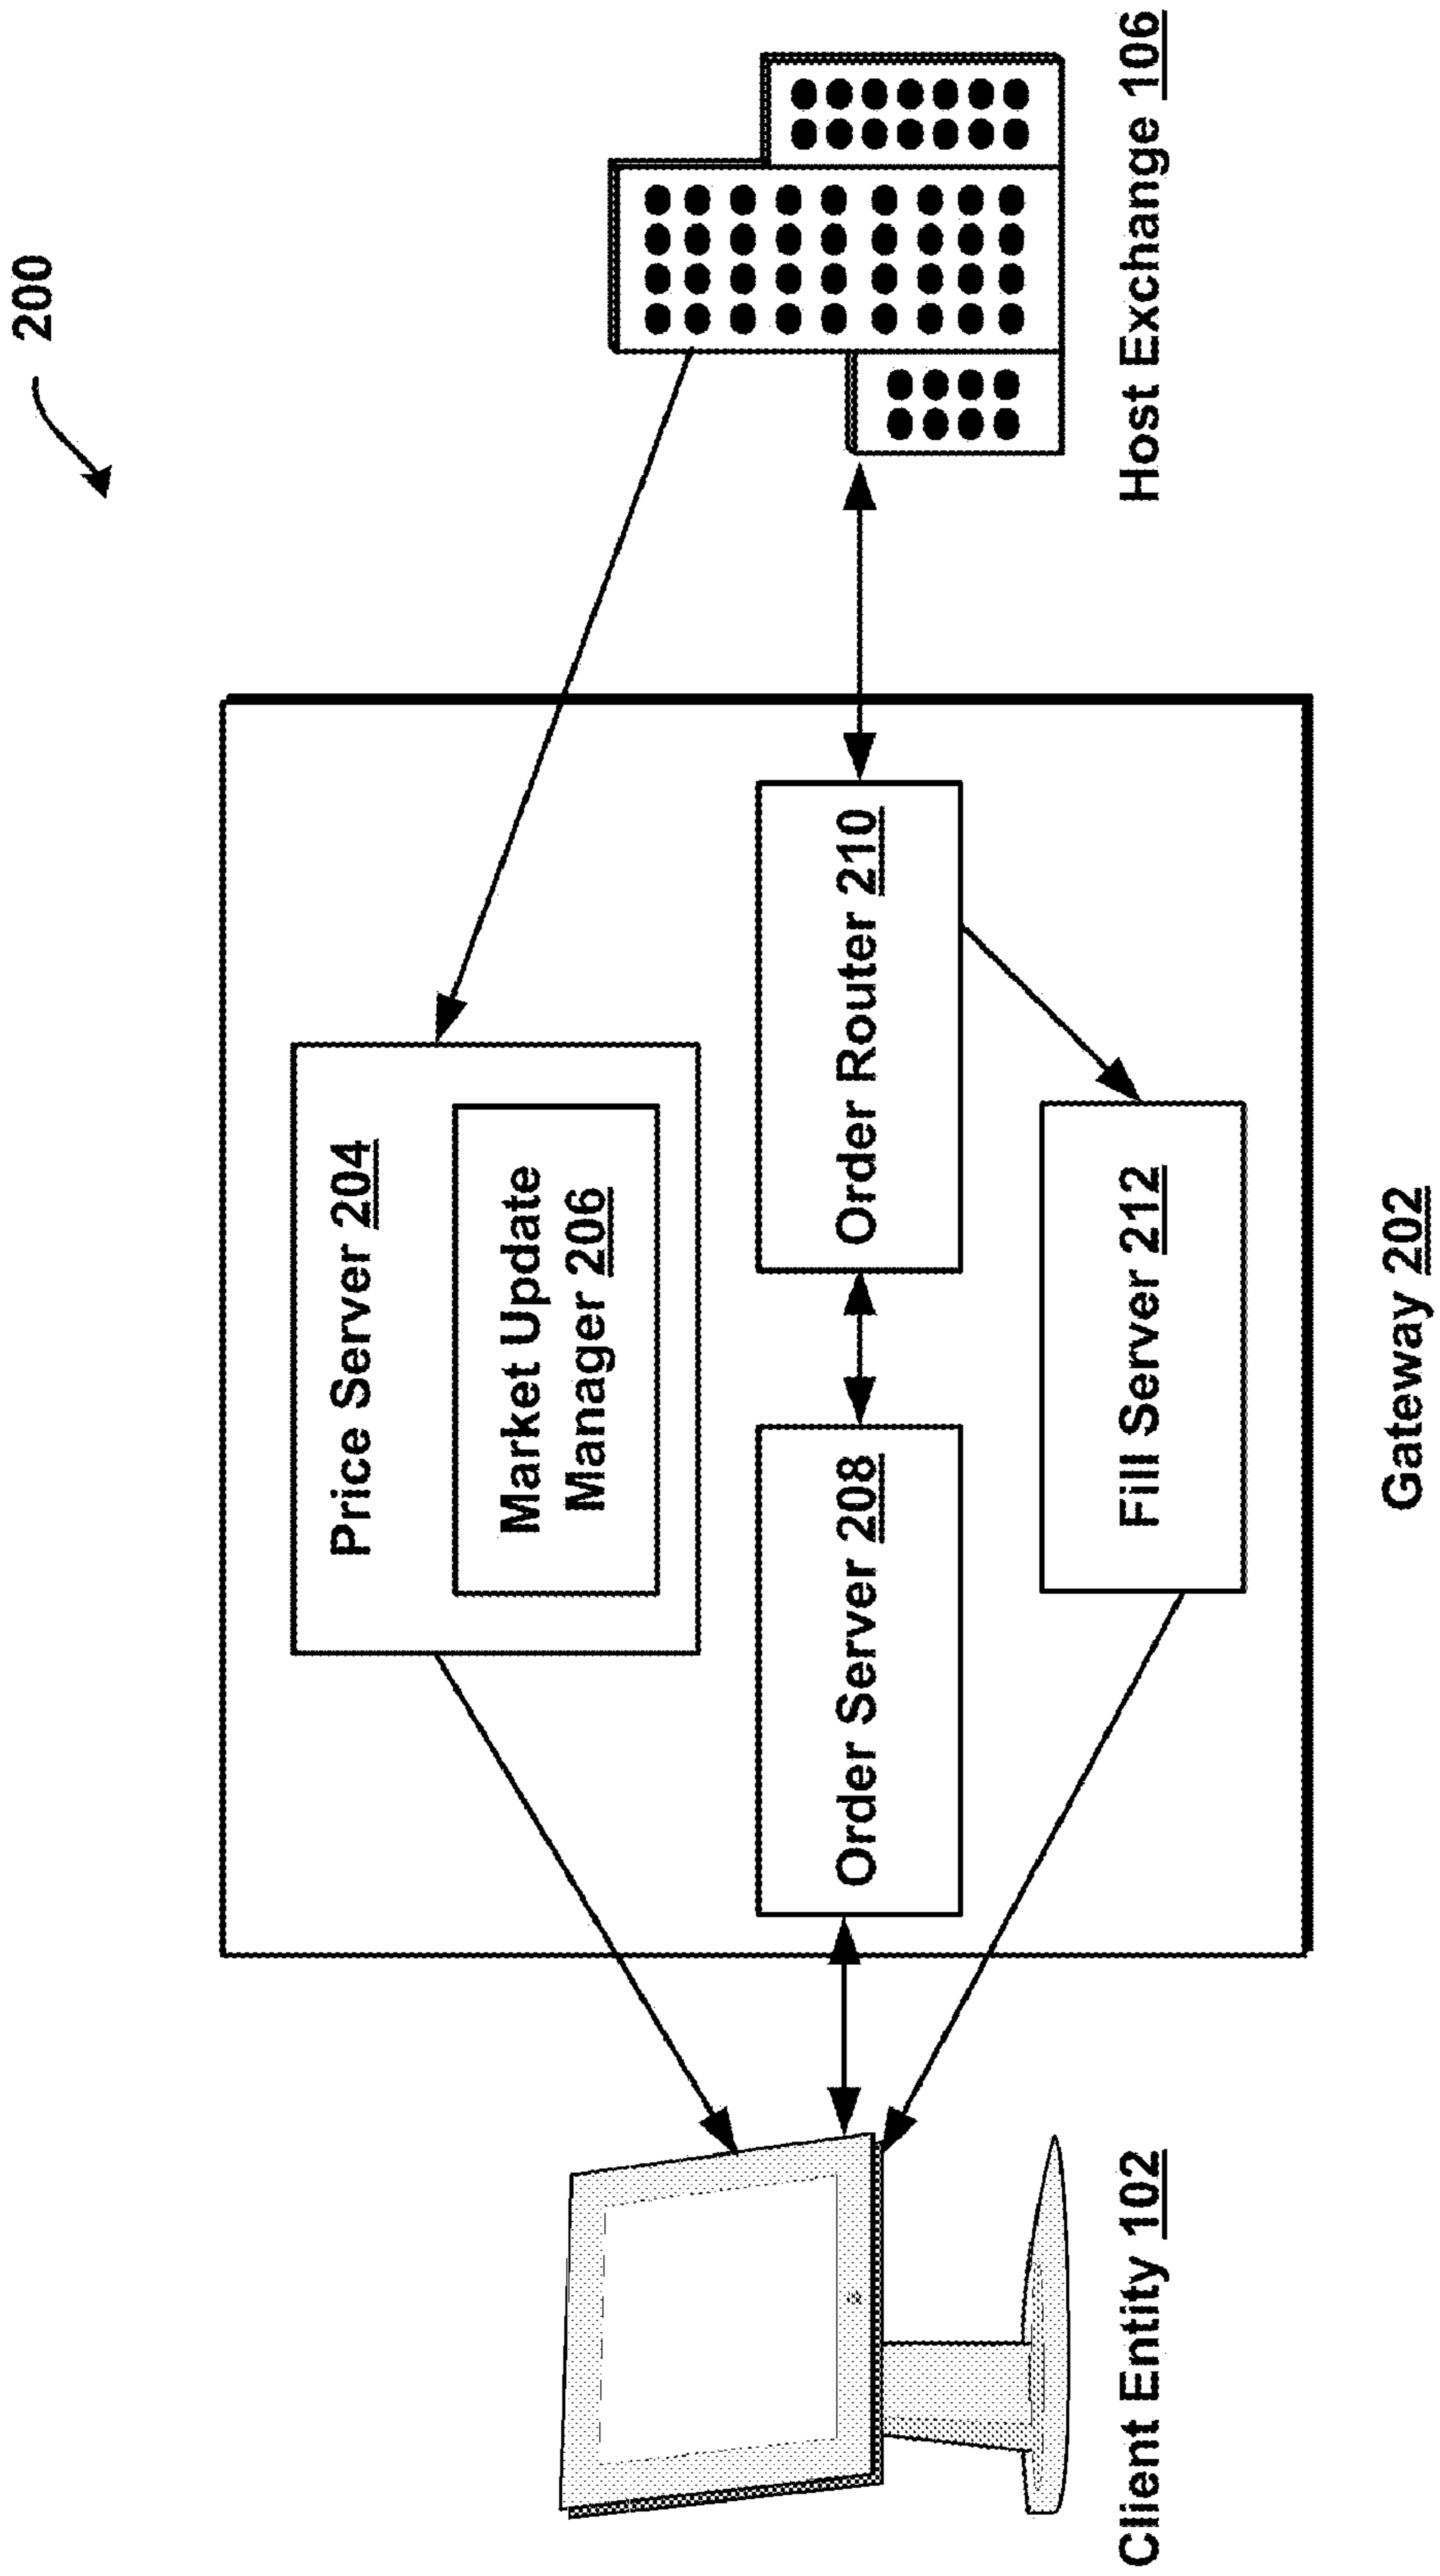 200
Price Server 204
Market Update
Manager 206
Order Server 208
Order Router 210
Fill Server 212
Client Entity 102
Host Exchange 106
Gateway 202